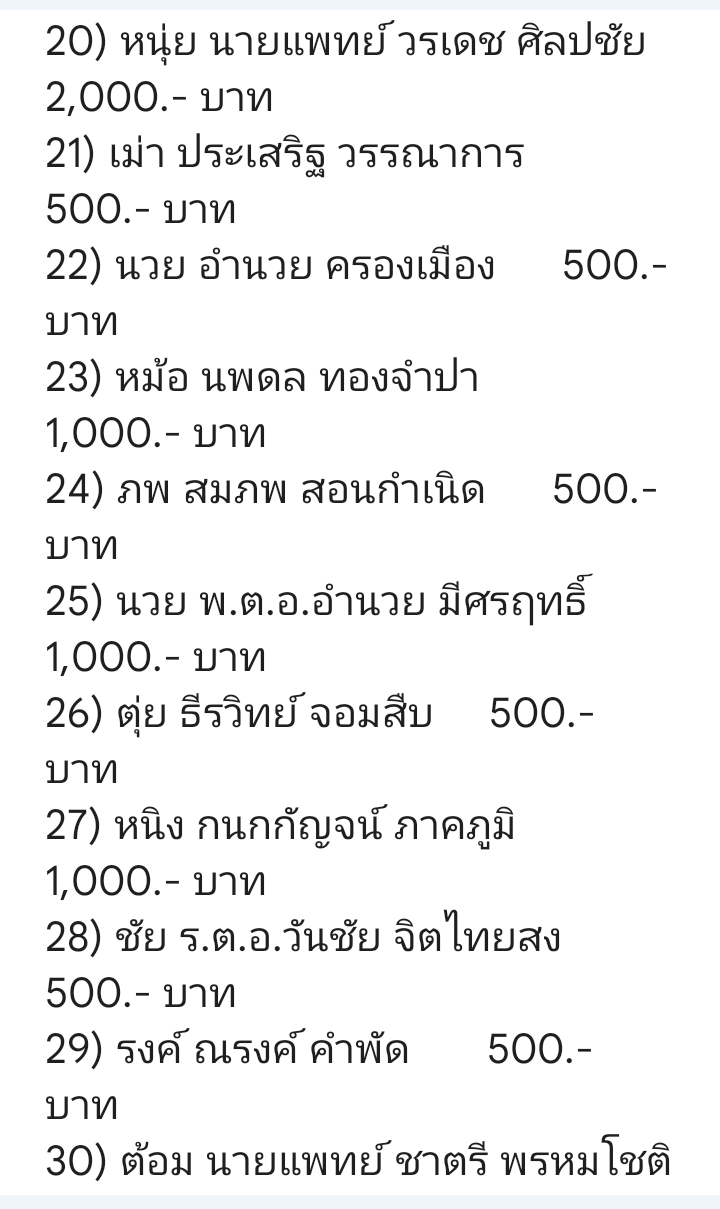 20) หนุ่ย นายแพทย์ วรเดช ศิลปชัย
2,000.- บาท
21) เม่า ประเสริฐ วรรณาการ
500.- บาท
22) นวย อำนวย ครองเมือง 500.-
บาท
23) หม้อ นพดล ทองจำปา
1,000.- บาท
24) ภพ สมภพ สอนกำเนิด 500.-
บาท
25) นวย พ.ต.อ.อำนวย มีศรฤทธิ์
1,000.- บาท
26) ตุ่ย ธีรวิทย์ จอมสืบ 500.-
บาท
27) หนิง กนกกัญจน์ ภาคภูมิ
1,000.- บาท
28) ชัย ร.ต.อ.วันชัย จิตไทยสง
500.- บาท
29) รงค์ ณรงค์ คำพัด 500.-
บาท
30) ต้อม นายแพทย์ ชาตรี พรหมโชติ